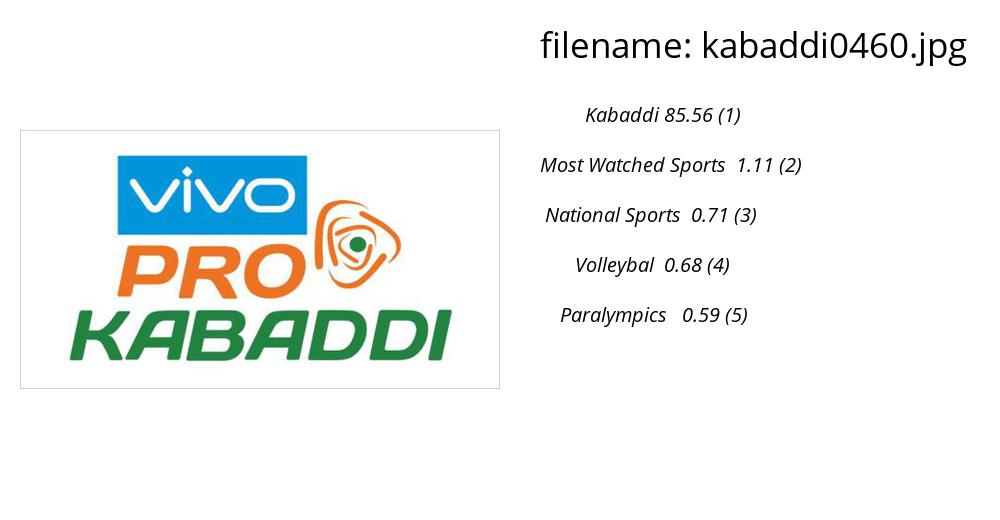 filename: kabaddi0460.jpg
Kabaddi 85.56 (1)
Most Watched Sports 1.11 (2)
National Sports 0.71 (3)
Volleybal 0.68 (4)
Paralympics 0.59 (5)
vivo
PRO
KABADDI